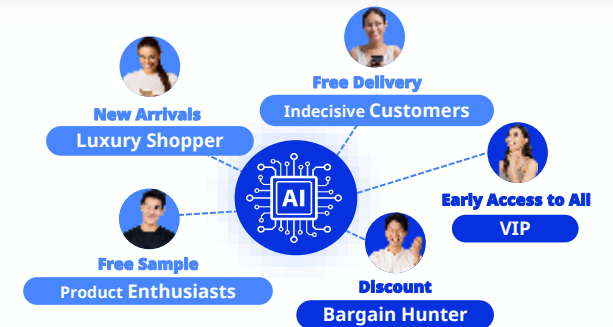 Free Delivery
Indecisive Customers
New Arrivals
Luxury Shopper
AI
Early Access to All
VIP
Free Sample
Product Enthusiasts
Discount
Bargain Hunter